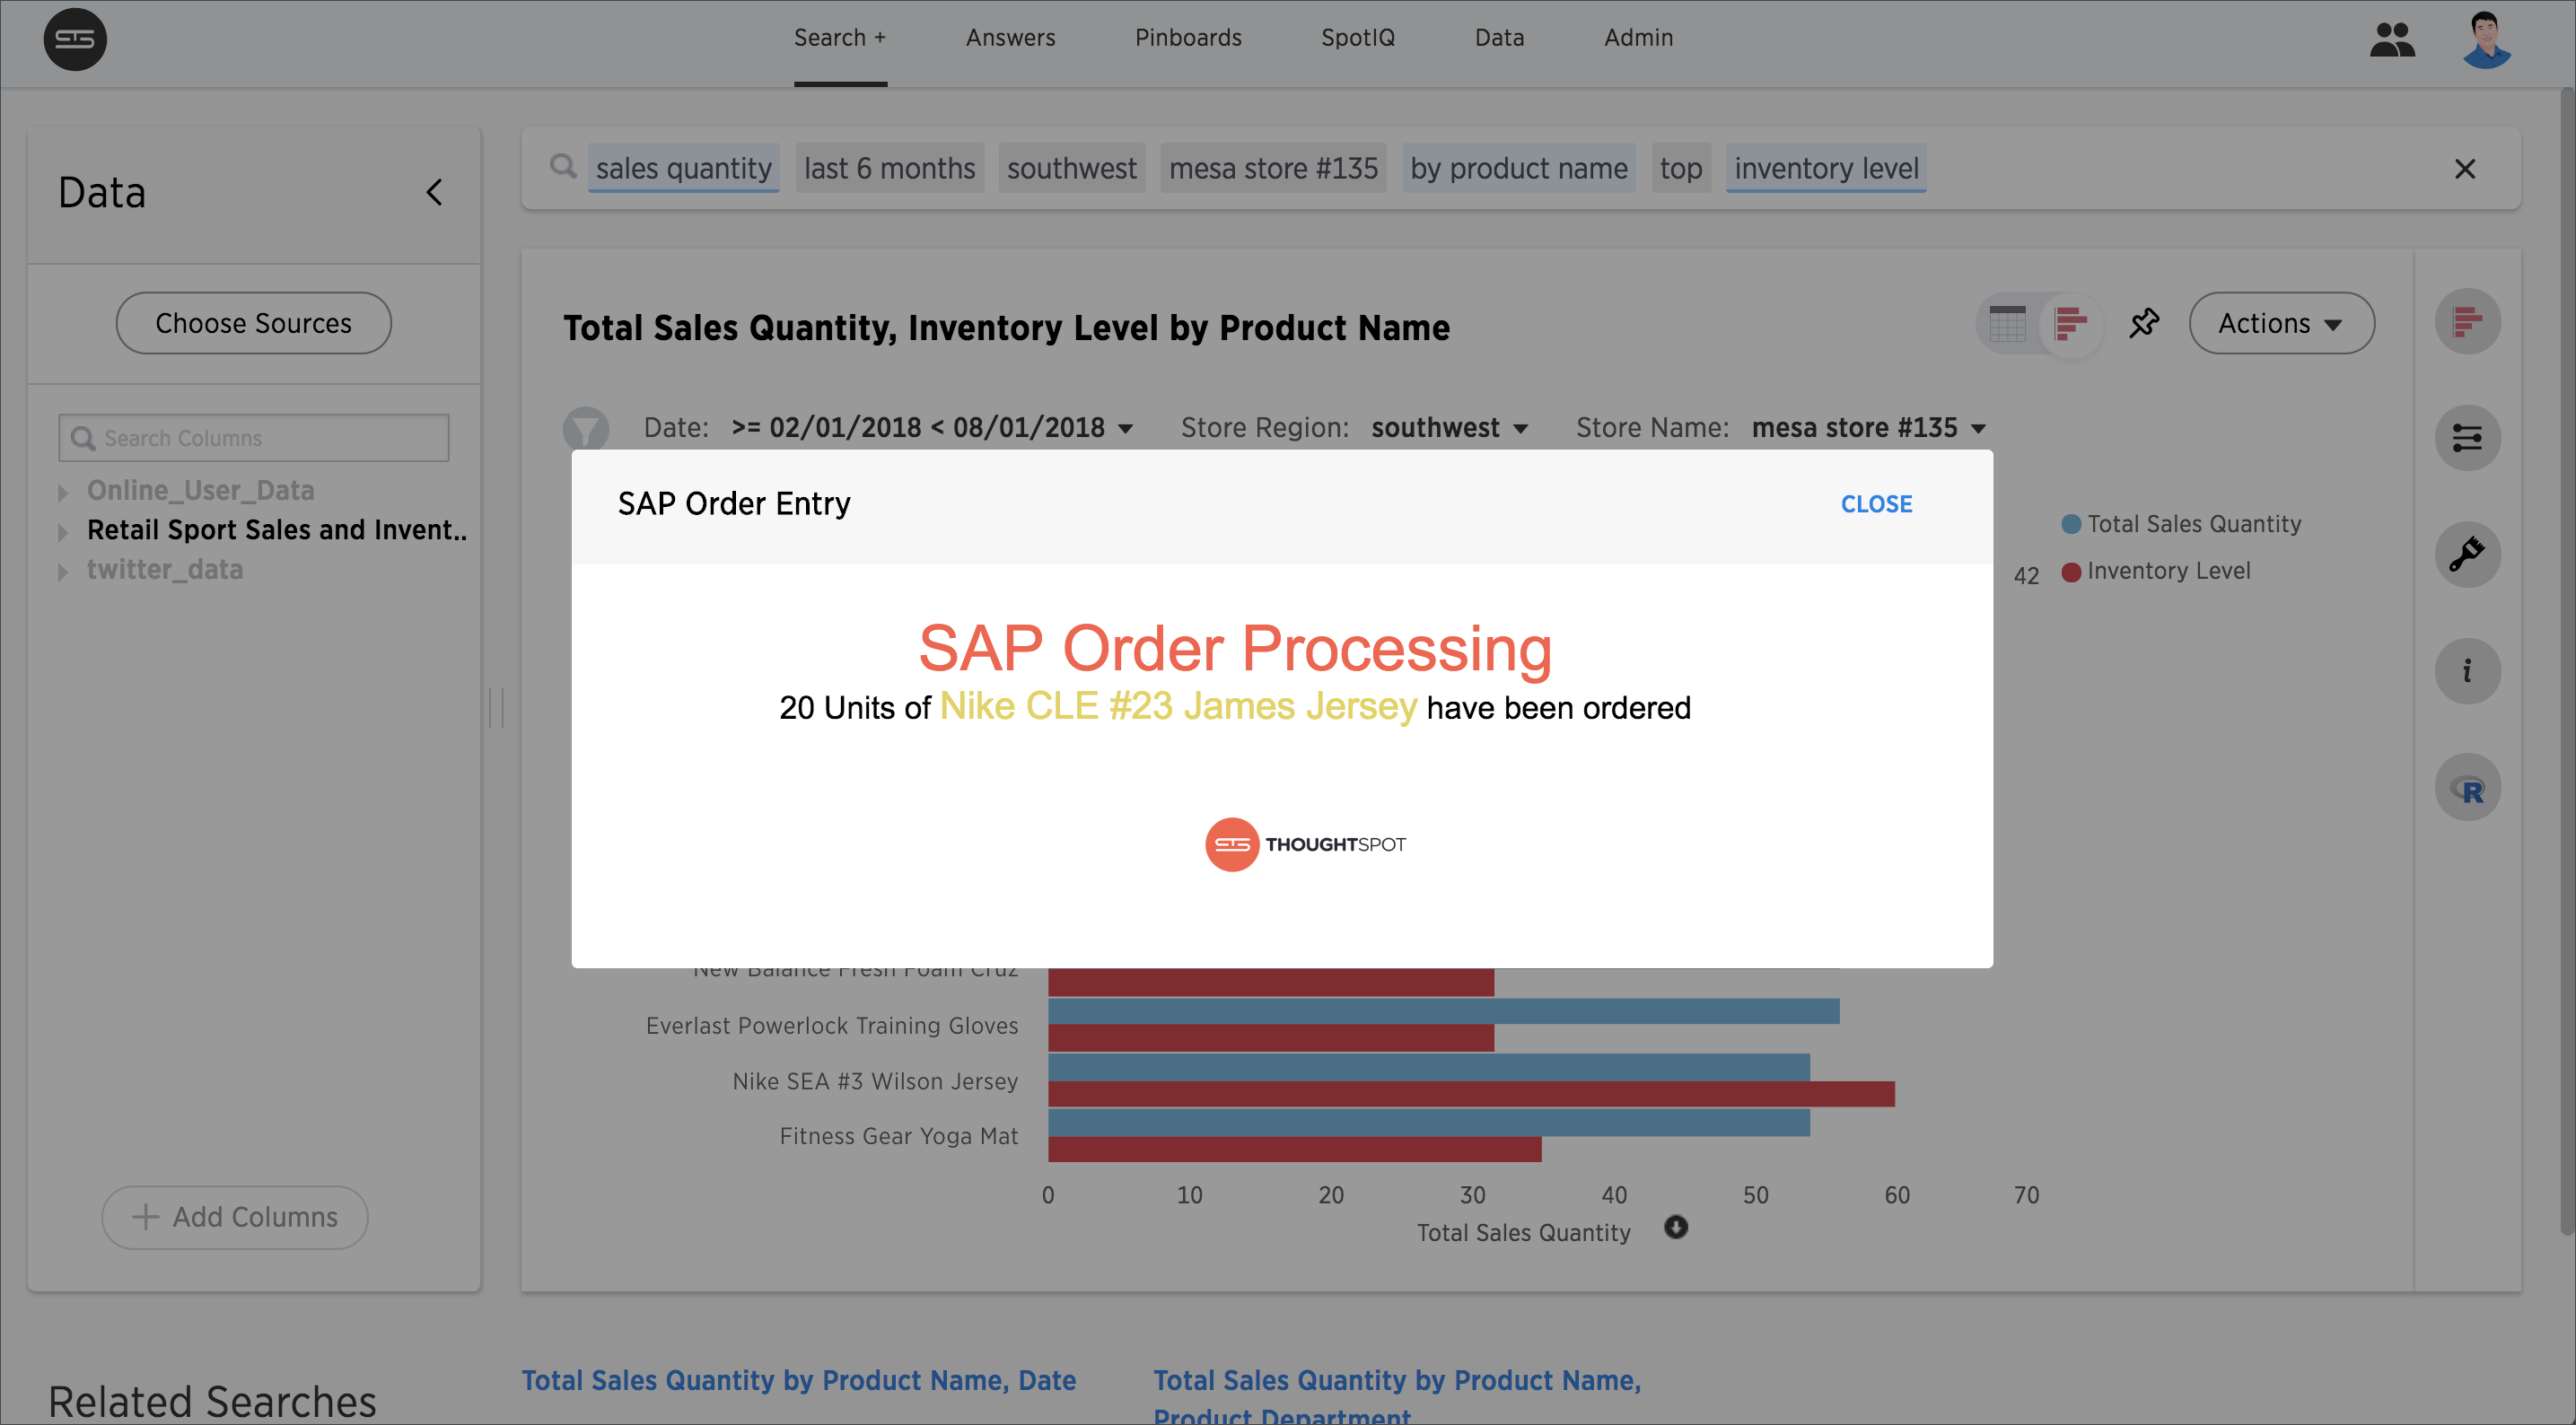 Search +
Answers
Pinboards
SpotIQ
Data
Admin
Data
Choose Sources
Search Columns
Online_User_Data
Retail Sport Sales and Invent..
twitter_data
+ Add Columns
sales quantity last 6 months southwest mesa store #135 by product name top inventory level
Total Sales Quantity, Inventory Level by Product Name
Actions
Date: >= 02/01/2018 < 08/01/2018
Store Region: southwest
Store Name: mesa store #135
SAP Order Entry
CLOSE
SAP Order Processing
20 Units of Nike CLE #23 James Jersey have been ordered
THOUGHTSPOT
Total Sales Quantity
42
Inventory Level
i
R
New Balance Fresh Foam Cruz
Everlast Powerlock Training Gloves
Nike SEA #3 Wilson Jersey
Fitness Gear Yoga Mat
0 10 20 30 40 50 60 70
Total Sales Quantity
Related Searches
Total Sales Quantity by Product Name, Date
Total Sales Quantity by Product Name,
Product Department